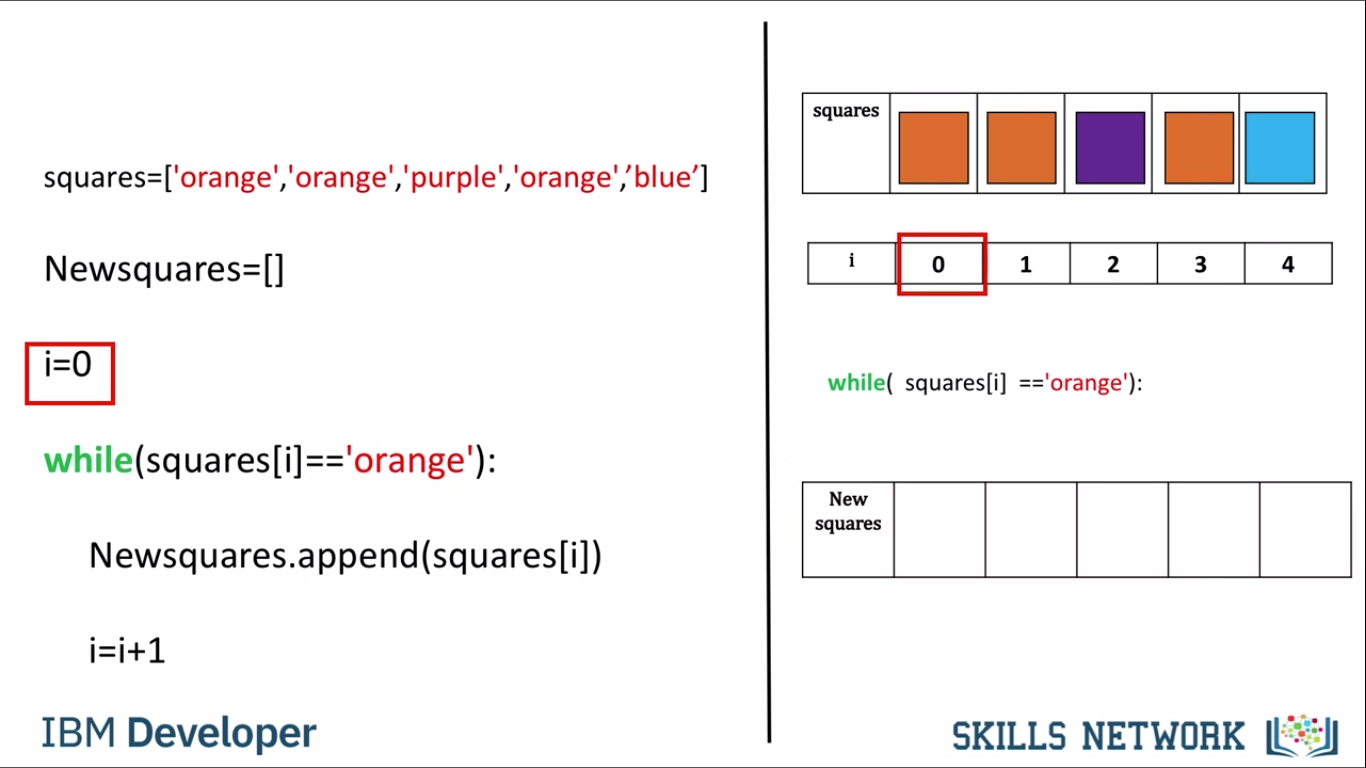 squares=['orange','orange','purple','orange',’blue’]
Newsquares=[]
i=0
while(squares[i]=='orange'):
Newsquares.append(squares[i])
i=i+1
IBM Developer
squares
i 0 1 2 3 4
while( squares[i] =='orange'):
New
squares
SKILLS NETWORK